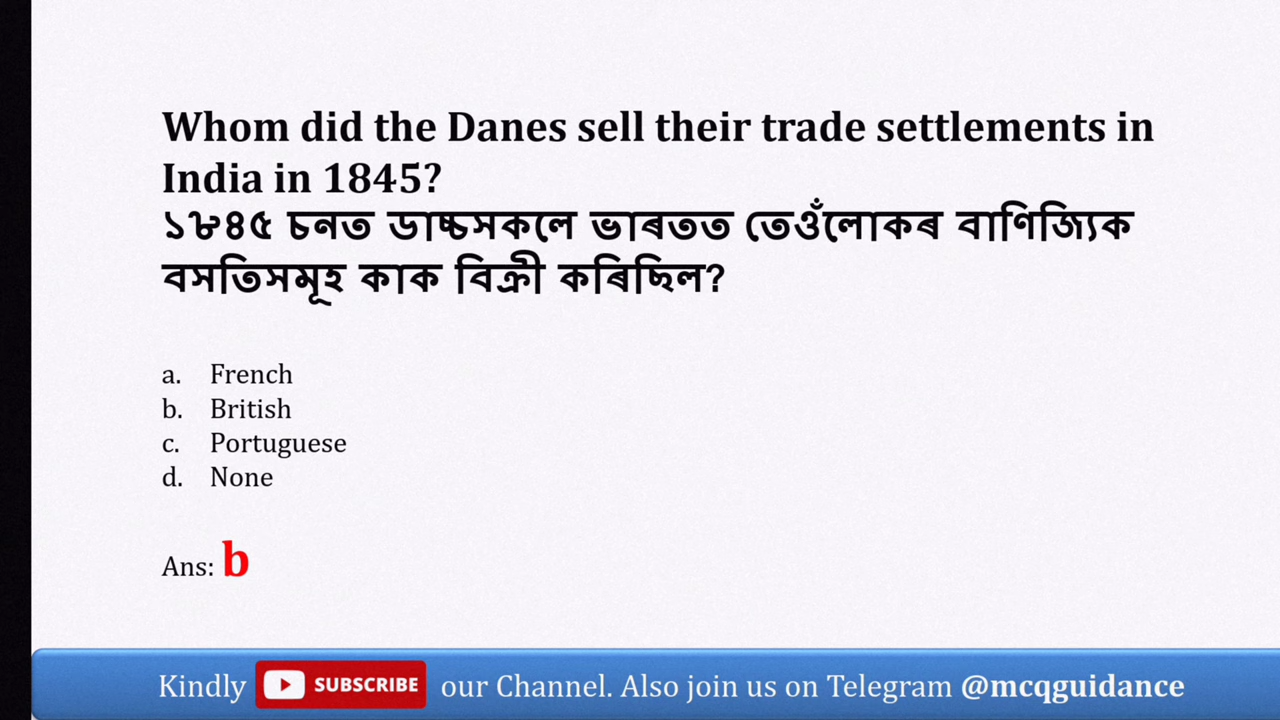 Whom did the Danes sell their trade settlements in
India in 1845?
১৮৪৫ চনত ডাচ্চসকলে ভাৰতত তেওঁলোকৰ বাণিজ্যিক
বসতিসমূহ কাক বিক্ৰী কৰিছিল?
a. French
b. British
c. Portuguese
d. None
Ans: b
Kindly SUBSCRIBE our Channel. Also join us on Telegram @mcqguidance